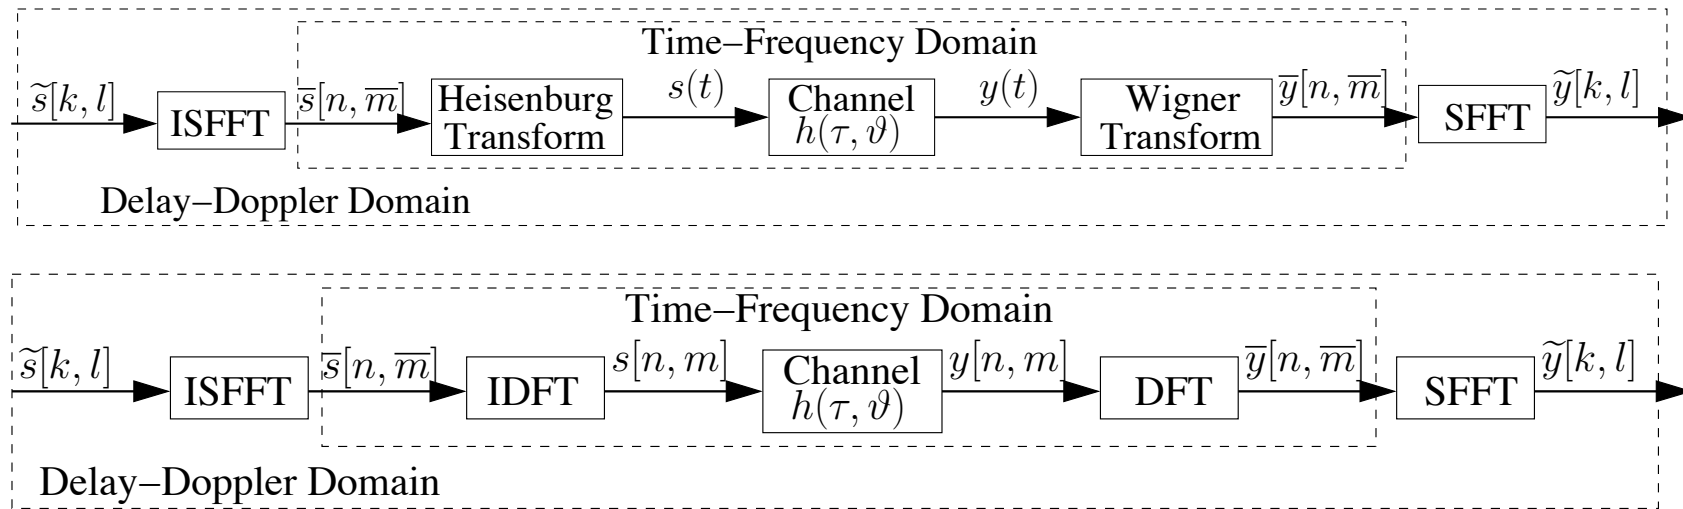 Time–Frequency Domain
s̃[k, l]
ISFFT
s̅[n, m̅]
Heisenburg
Transform
s(t)
Channel
h(τ, ϑ)
y(t)
Wigner
Transform
y̅[n, m̅]
SFFT
ỹ[k, l]
Delay–Doppler Domain
Time–Frequency Domain
s̃[k, l]
ISFFT
s̅[n, m̅]
IDFT
s[n, m]
Channel
h(τ, ϑ)
y[n, m]
DFT
y̅[n, m̅]
SFFT
ỹ[k, l]
Delay–Doppler Domain